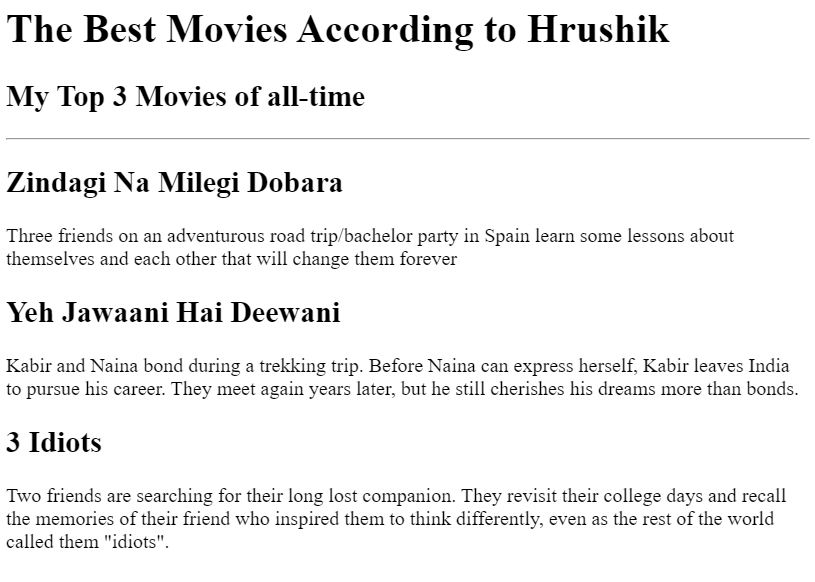 The Best Movies According to Hrushik
My Top 3 Movies of all-time
Zindagi Na Milegi Dobara
Three friends on an adventurous road trip/bachelor party in Spain learn some lessons about
themselves and each other that will change them forever
Yeh Jawaani Hai Deewani
Kabir and Naina bond during a trekking trip. Before Naina can express herself, Kabir leaves India
to pursue his career. They meet again years later, but he still cherishes his dreams more than bonds.
3 Idiots
Two friends are searching for their long lost companion. They revisit their college days and recall
the memories of their friend who inspired them to think differently, even as the rest of the world
called them "idiots".